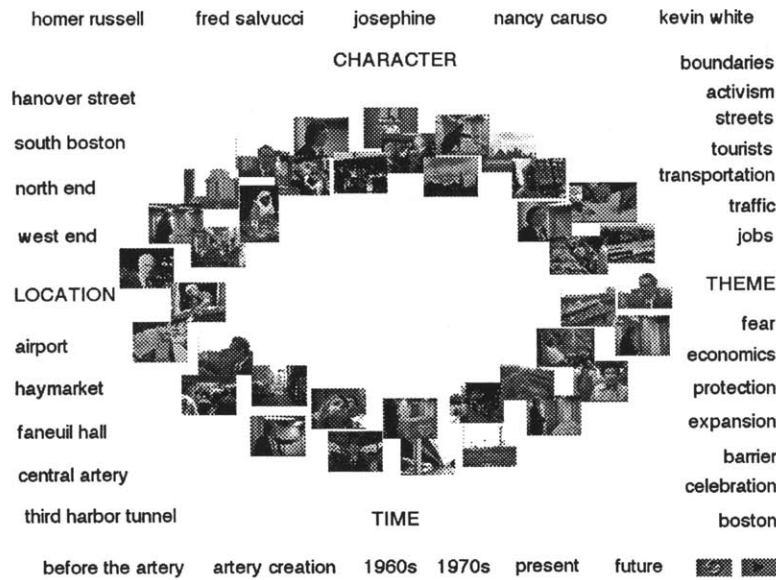 homer russell fred salvucci josephine nancy caruso kevin white
CHARACTER
boundaries
hanover street
activism
streets
south boston
tourists
north end
transportation
traffic
west end
jobs
LOCATION
THEME
fear
airport
economics
haymarket
protection
faneuil hall
expansion
barrier
central artery
celebration
third harbor tunnel
TIME
boston
before the artery artery creation 1960s 1970s present future